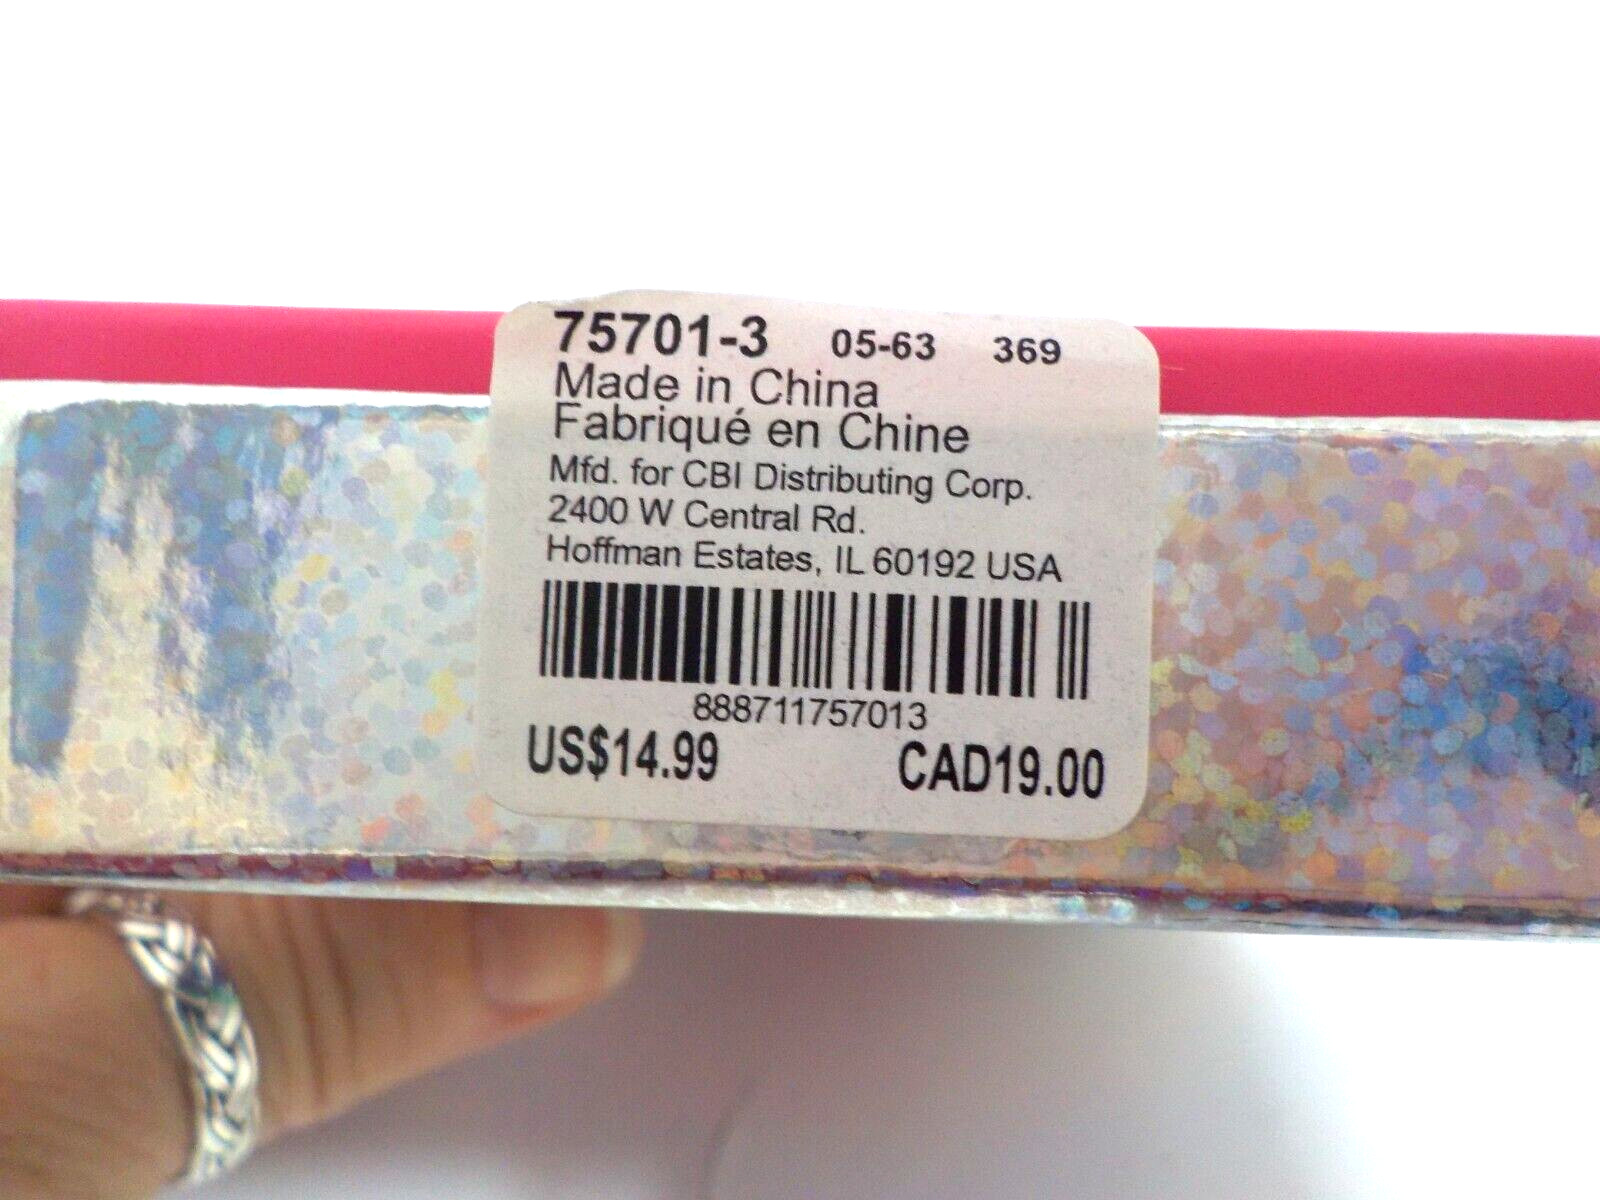 75701-3 05-63 369
Made in China
Fabriqué en Chine
Mfd. for CBI Distributing Corp.
2400 W Central Rd.
Hoffman Estates, IL 60192 USA
888711757013
US$14.99 CAD19.00